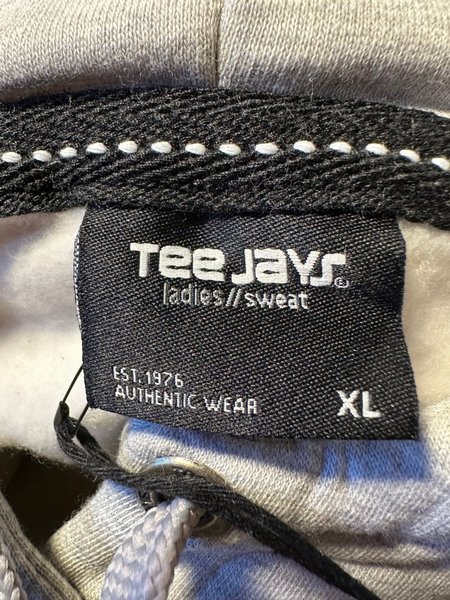 Tee Jays®
ladies//sweat
EST. 1976
AUTHENTIC WEAR
XL